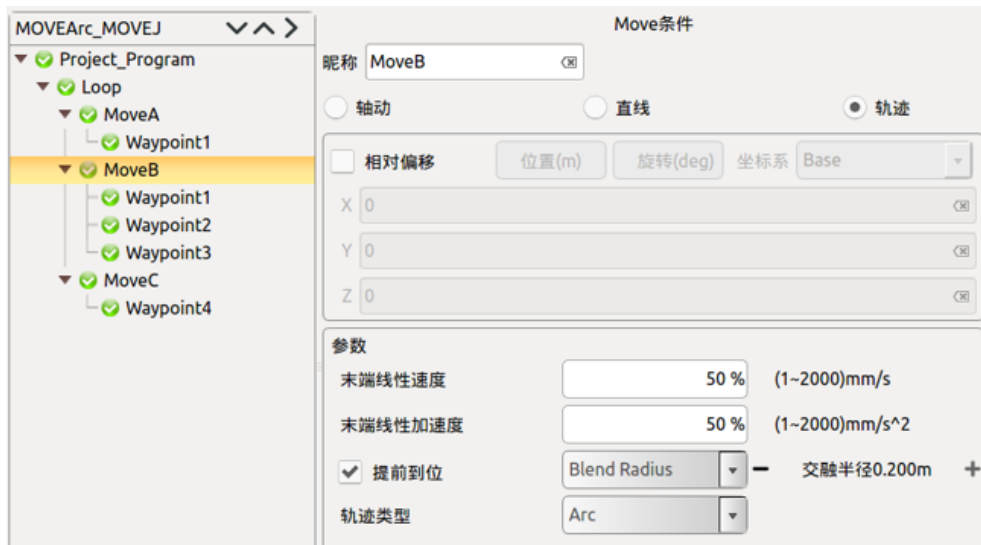 MOVEArc_MOVEJ
Project_Program
Loop
MoveA
Waypoint1
MoveB
Waypoint1
Waypoint2
Waypoint3
MoveC
Waypoint4
Move条件
昵称 MoveB
轴动 直线 轨迹
相对偏移 位置(m) 旋转(deg) 坐标系 Base
X 0
Y 0
Z 0
参数
末端线性速度 50 % (1~2000)mm/s
末端线性加速度 50 % (1~2000)mm/s^2
提前到位 Blend Radius 交融半径0.200m
轨迹类型 Arc